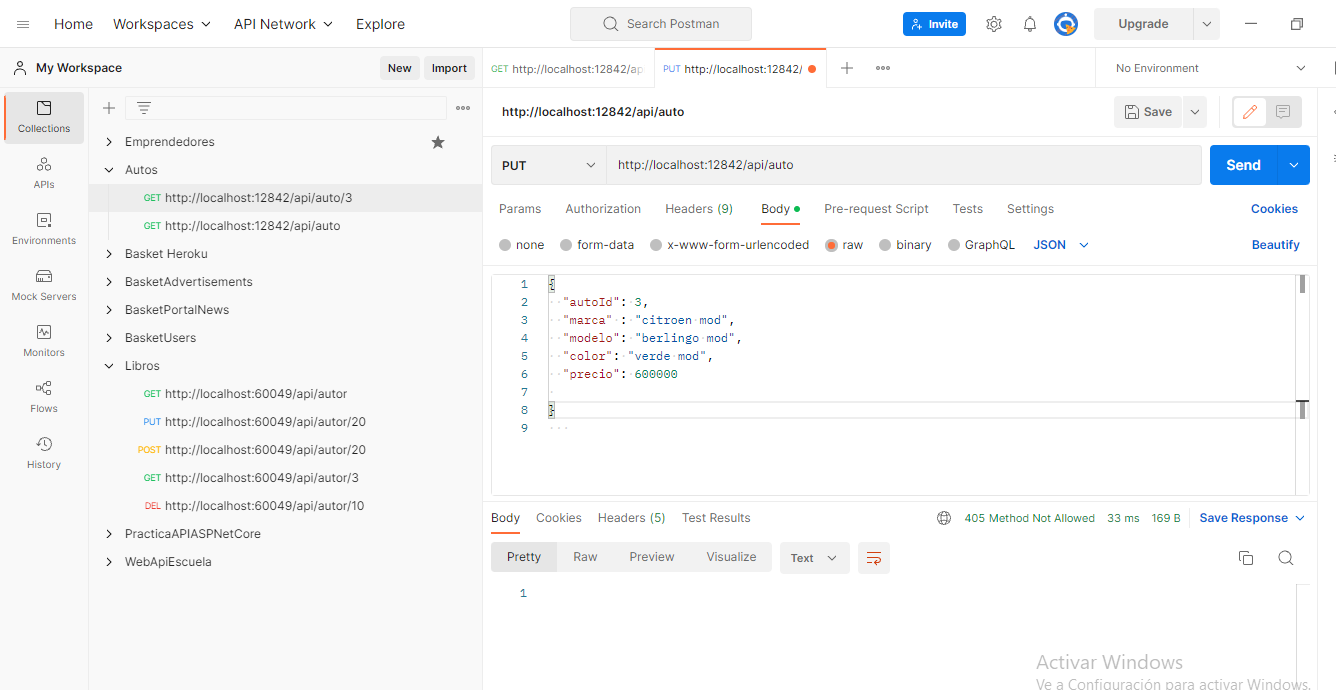 Home Workspaces API Network Explore Search Postman Invite Upgrade
My Workspace New Import
GET http://localhost:12842/ap PUT http://localhost:12842/ No Environment
Collections
APIs
Environments
Mock Servers
Monitors
Flows
History
Emprendedores
Autos
GET http://localhost:12842/api/auto/3
GET http://localhost:12842/api/auto
Basket Heroku
BasketAdvertisements
BasketPortalNews
BasketUsers
Libros
GET http://localhost:60049/api/autor
PUT http://localhost:60049/api/autor/20
POST http://localhost:60049/api/autor/20
GET http://localhost:60049/api/autor/3
DEL http://localhost:60049/api/autor/10
PracticaAPIASPNetCore
WebApiEscuela
http://localhost:12842/api/auto Save
PUT http://localhost:12842/api/auto Send
Params Authorization Headers (9) Body Pre-request Script Tests Settings Cookies
none form-data x-www-form-urlencoded raw binary GraphQL JSON Beautify
1 {
2 "autoId": 3,
3 "marca" : "citroen mod",
4 "modelo": "berlingo mod",
5 "color": "verde mod",
6 "precio": 600000
7
8 }
9
Body Cookies Headers (5) Test Results 405 Method Not Allowed 33 ms 169 B Save Response
Pretty Raw Preview Visualize Text
1
Activar Windows
Ve a Configuración para activar Windows.